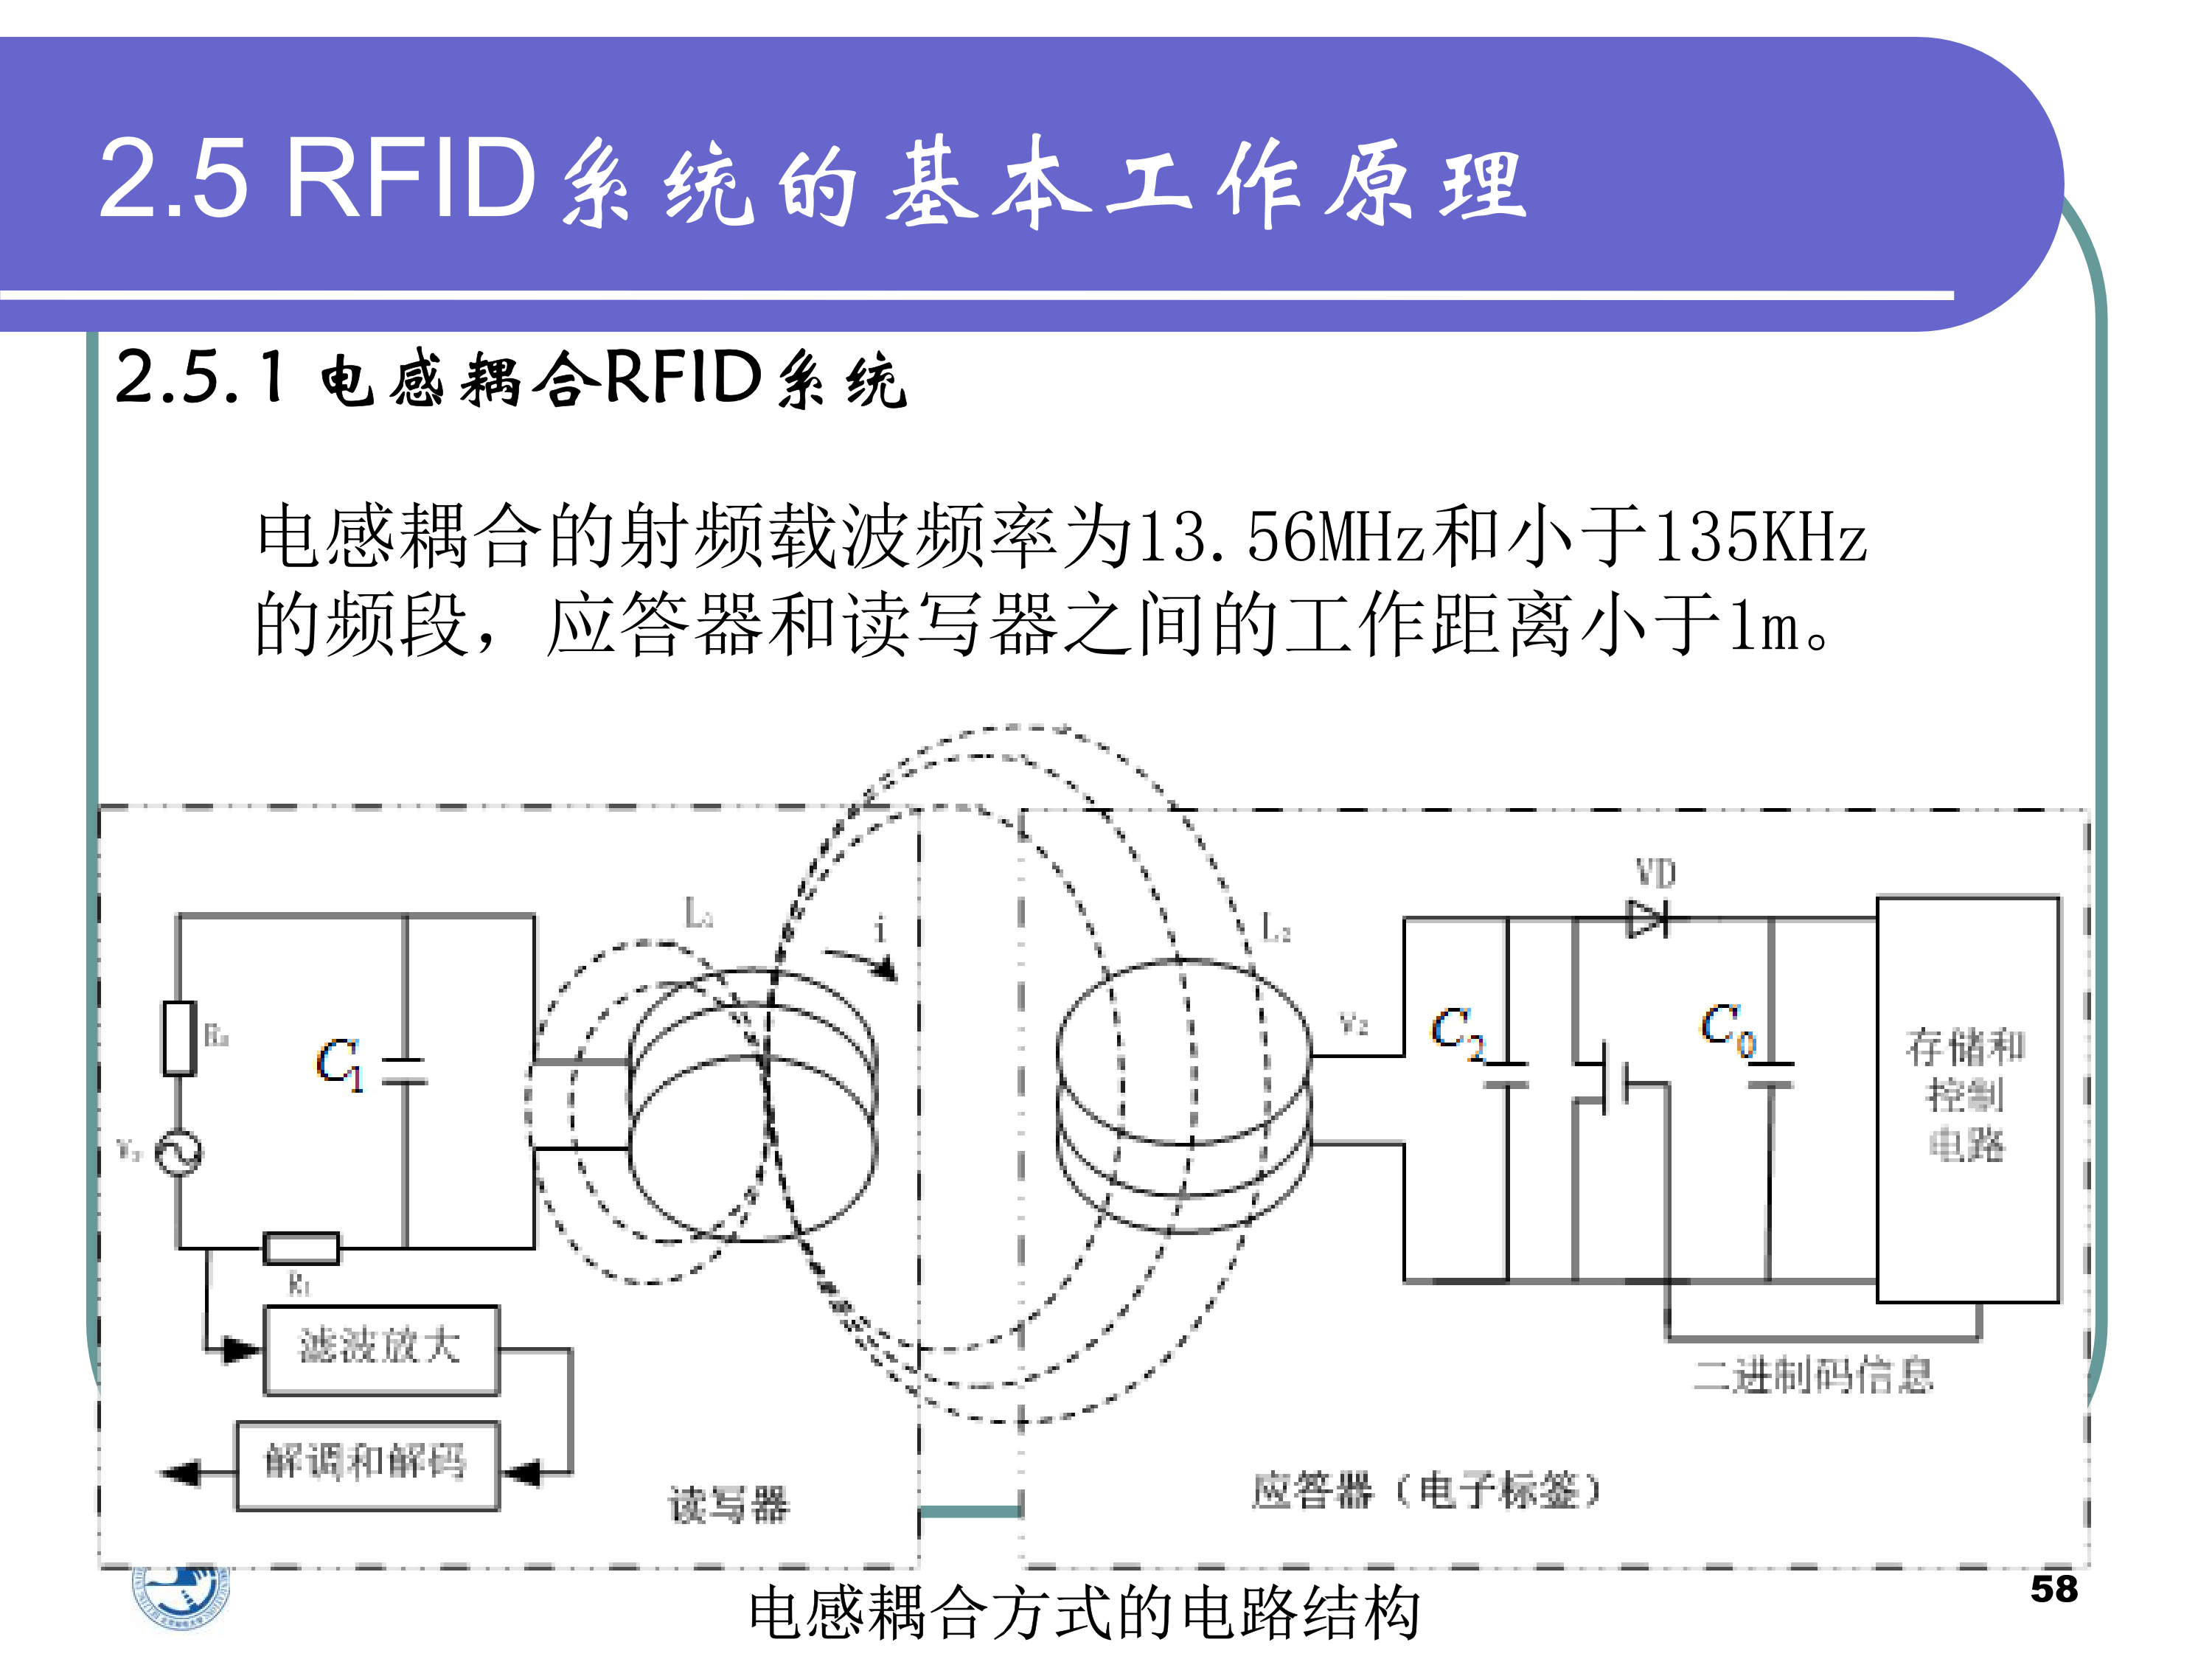 2.5 RFID系统的基本工作原理
2.5.1 电感耦合RFID系统
电感耦合的射频载波频率为13.56MHz和小于135KHz
的频段，应答器和读写器之间的工作距离小于1m。
VD
i
L₂
v₂
C₁
C₂
C₀
存储和
控制
电路
R₁
滤波放大
二进制码信息
解调和解码
读写器
应答器（电子标签）
电感耦合方式的电路结构
58